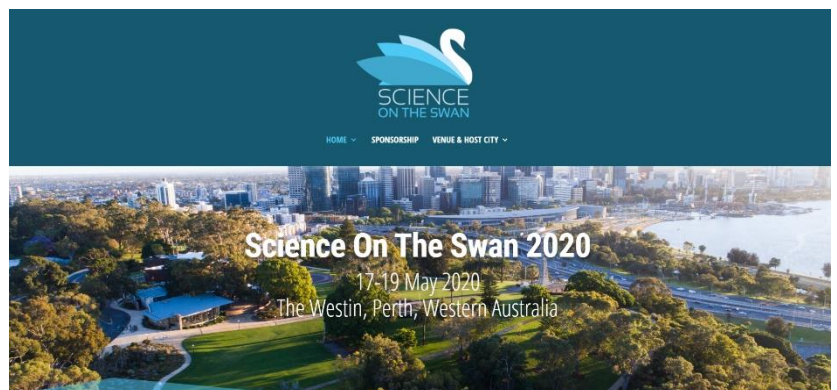 SCIENCE
ON THE SWAN
HOME SPONSORSHIP VENUE & HOST CITY
Science On The Swan 2020
17-19 May 2020
The Westin, Perth, Western Australia